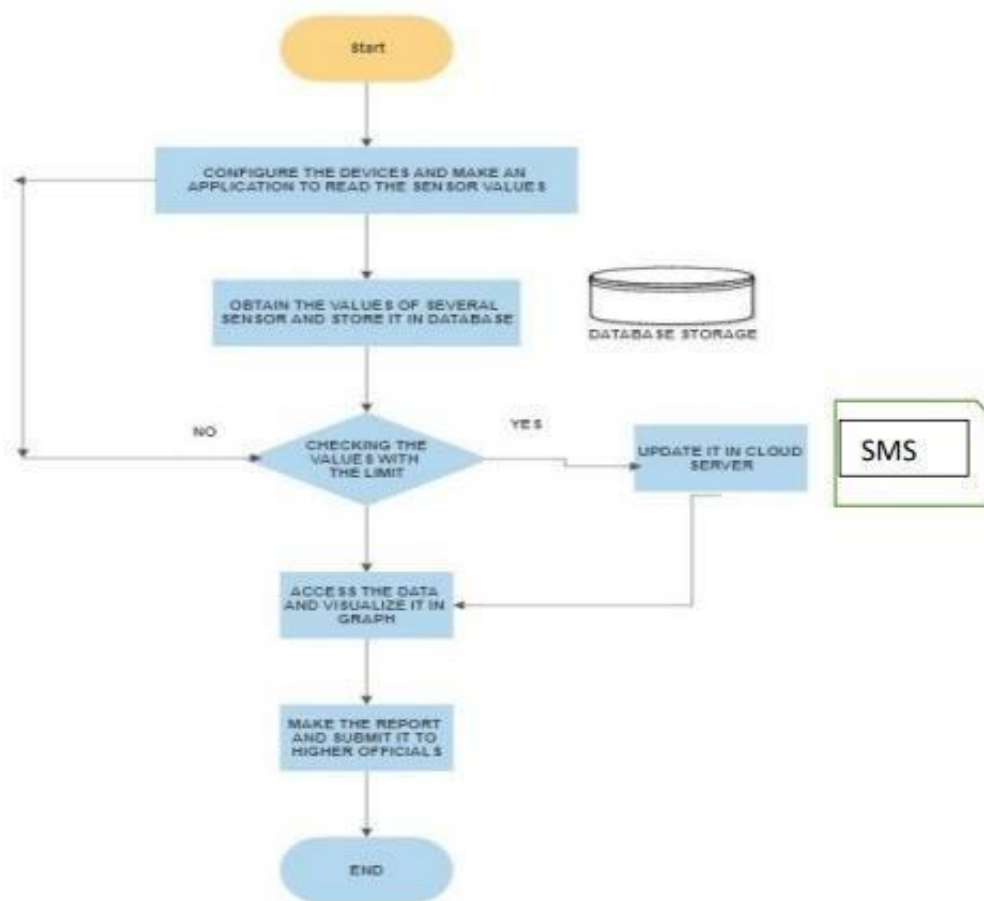 Start
CONFIGURE THE DEVICES AND MAKE AN
APPLICATION TO READ THE SENSOR VALUES
OBTAIN THE VALUES OF SEVERAL
SENSOR AND STORE IT IN DATABASE
DATABASE STORAGE
NO
YES
CHECKING THE
VALUES WITH
THE LIMIT
UPDATE IT IN CLOUD
SERVER
SMS
ACCESS THE DATA
AND VISUALIZE IT IN
GRAPH
MAKE THE REPORT
AND SUBMIT IT TO
HIGHER OFFICIALS
END